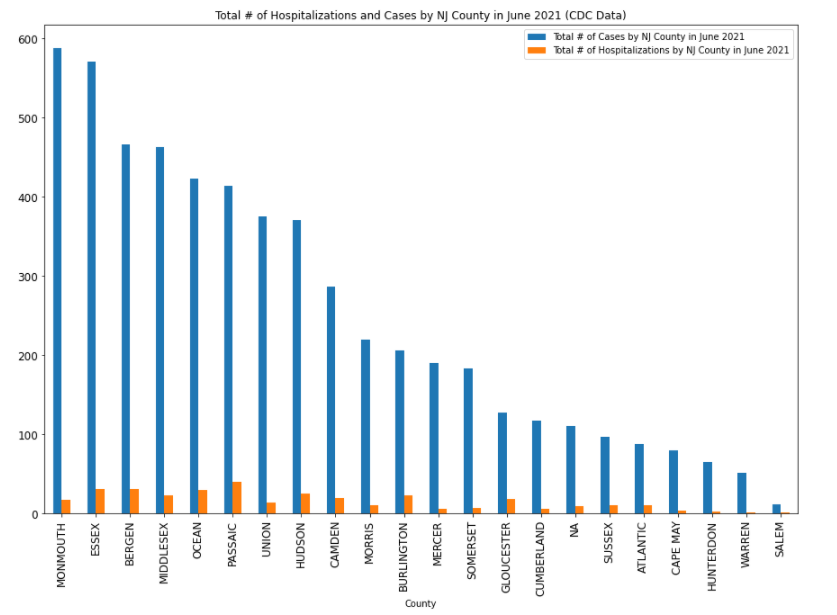 Total # of Hospitalizations and Cases by NJ County in June 2021 (CDC Data)
Total # of Cases by NJ County in June 2021
Total # of Hospitalizations by NJ County in June 2021
600
500
400
300
200
100
0
MONMOUTH
ESSEX
BERGEN
MIDDLESEX
OCEAN
PASSAIC
UNION
HUDSON
CAMDEN
MORRIS
BURLINGTON
MERCER
SOMERSET
GLOUCESTER
CUMBERLAND
NA
SUSSEX
ATLANTIC
CAPE MAY
HUNTERDON
WARREN
SALEM
County